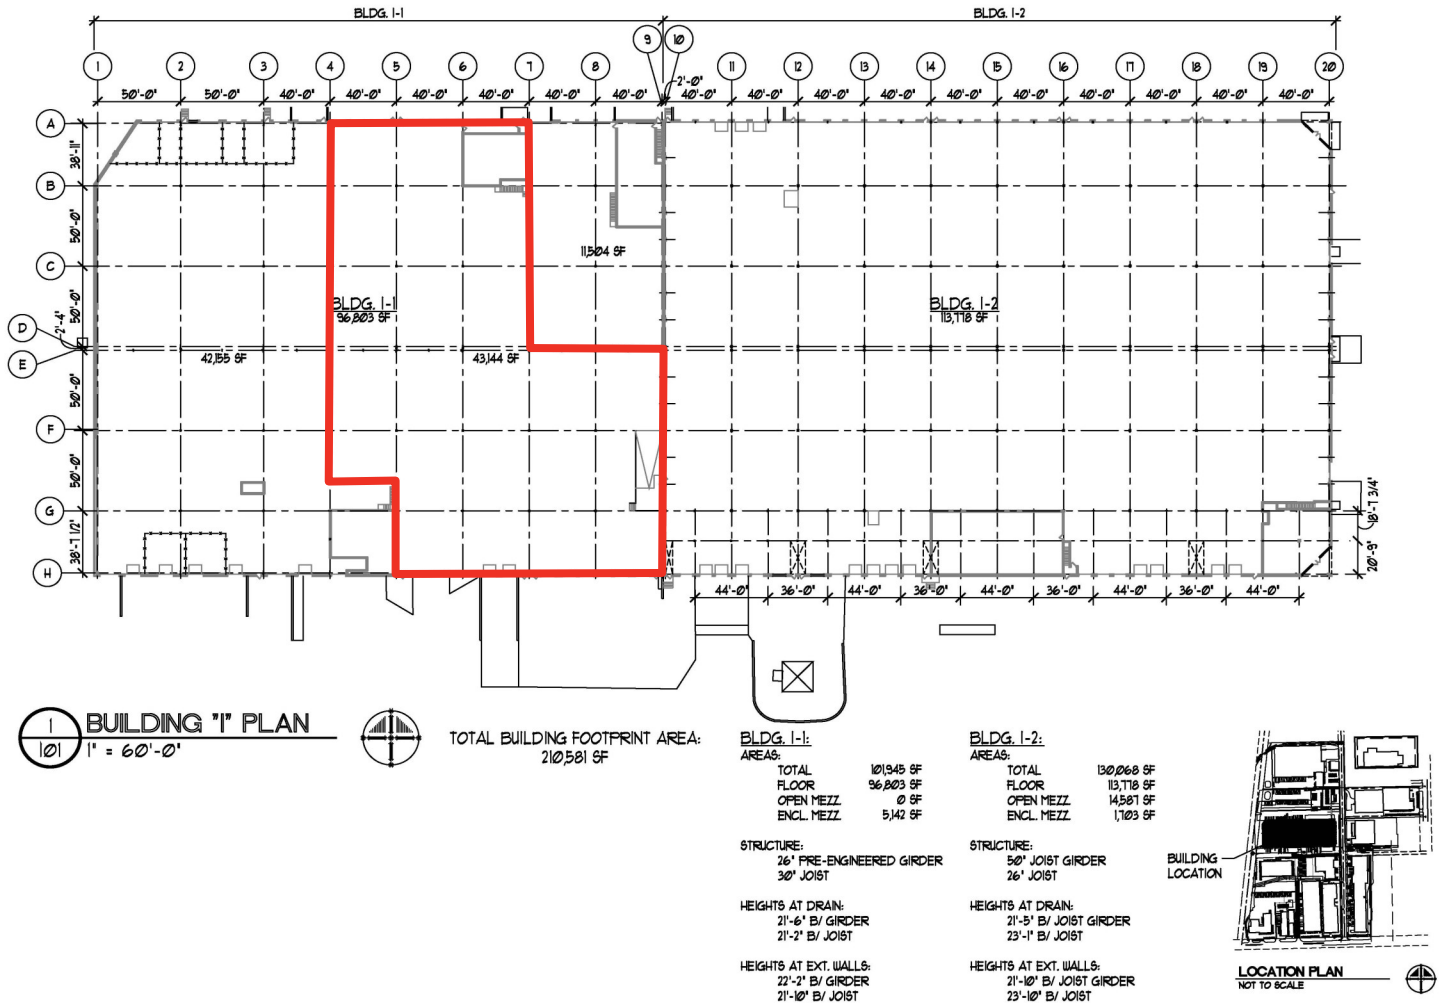 BLDG. I-1
BLDG. I-2
9 10
1 2 3 4 5 6 7 8 11 12 13 14 15 16 17 18 19 20
2'-0"
50'-0" 50'-0" 40'-0" 40'-0" 40'-0" 40'-0" 40'-0" 40'-0" 40'-0" 40'-0" 40'-0" 40'-0" 40'-0" 40'-0" 40'-0" 40'-0" 40'-0" 40'-0"
A
38'-11"
B
50'-0"
11,504 SF
C
50'-0"
BLDG. I-1
96,803 SF
BLDG. I-2
113,778 SF
D
2'-4"
E
42,155 SF
43,144 SF
50'-0"
F
50'-0"
G
18'-7 3/4"
38'-7 1/2"
20'-9"
H
44'-0" 36'-0" 44'-0" 36'-0" 44'-0" 36'-0" 44'-0" 36'-0" 44'-0"
1
101
BUILDING "I" PLAN
1" = 60'-0"
TOTAL BUILDING FOOTPRINT AREA:
210,581 SF
BLDG. I-1:
AREAS:
TOTAL 101,945 SF
FLOOR 96,803 SF
OPEN MEZZ. 0 SF
ENCL. MEZZ. 5,142 SF
STRUCTURE:
26" PRE-ENGINEERED GIRDER
30" JOIST
HEIGHTS AT DRAIN:
21'-6" B/ GIRDER
21'-2" B/ JOIST
HEIGHTS AT EXT. WALLS:
22'-2" B/ GIRDER
21'-10" B/ JOIST
BLDG. I-2:
AREAS:
TOTAL 130,068 SF
FLOOR 113,778 SF
OPEN MEZZ. 14,587 SF
ENCL. MEZZ. 1,703 SF
STRUCTURE:
50" JOIST GIRDER
26" JOIST
HEIGHTS AT DRAIN:
21'-5" B/ JOIST GIRDER
23'-1" B/ JOIST
HEIGHTS AT EXT. WALLS:
21'-10" B/ JOIST GIRDER
23'-10" B/ JOIST
BUILDING
LOCATION
LOCATION PLAN
NOT TO SCALE